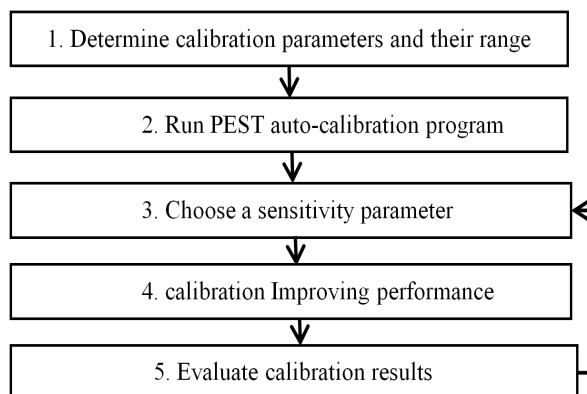 1. Determine calibration parameters and their range
2. Run PEST auto-calibration program
3. Choose a sensitivity parameter
4. calibration Improving performance
5. Evaluate calibration results